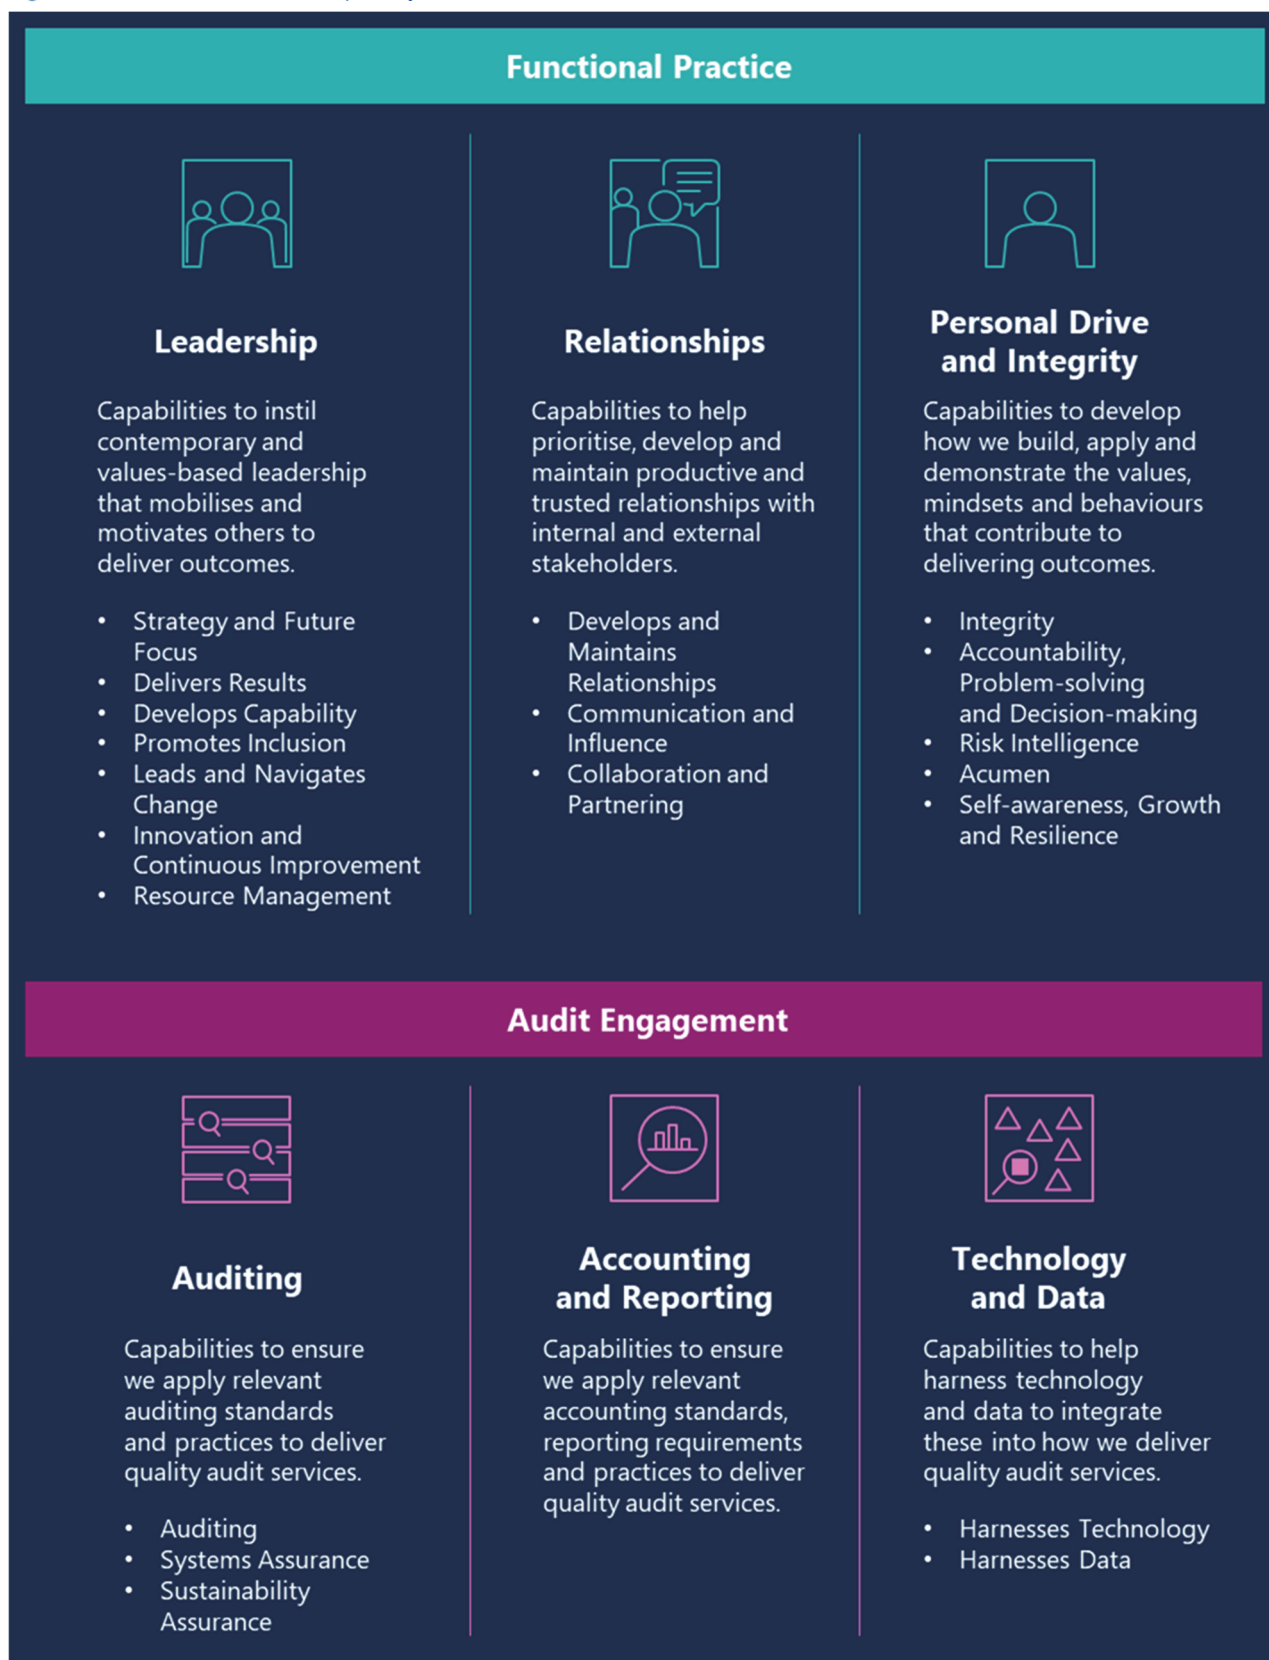 Functional Practice
Leadership
Capabilities to instil
contemporary and
values-based leadership
that mobilises and
motivates others to
deliver outcomes.
• Strategy and Future
Focus
• Delivers Results
• Develops Capability
• Promotes Inclusion
• Leads and Navigates
Change
• Innovation and
Continuous Improvement
• Resource Management
Relationships
Capabilities to help
prioritise, develop and
maintain productive and
trusted relationships with
internal and external
stakeholders.
• Develops and
Maintains
Relationships
• Communication and
Influence
• Collaboration and
Partnering
Personal Drive
and Integrity
Capabilities to develop
how we build, apply and
demonstrate the values,
mindsets and behaviours
that contribute to
delivering outcomes.
• Integrity
• Accountability,
Problem-solving
and Decision-making
• Risk Intelligence
• Acumen
• Self-awareness, Growth
and Resilience
Audit Engagement
Auditing
Capabilities to ensure
we apply relevant
auditing standards
and practices to deliver
quality audit services.
• Auditing
• Systems Assurance
• Sustainability
Assurance
Accounting
and Reporting
Capabilities to ensure
we apply relevant
accounting standards,
reporting requirements
and practices to deliver
quality audit services.
Technology
and Data
Capabilities to help
harness technology
and data to integrate
these into how we deliver
quality audit services.
• Harnesses Technology
• Harnesses Data